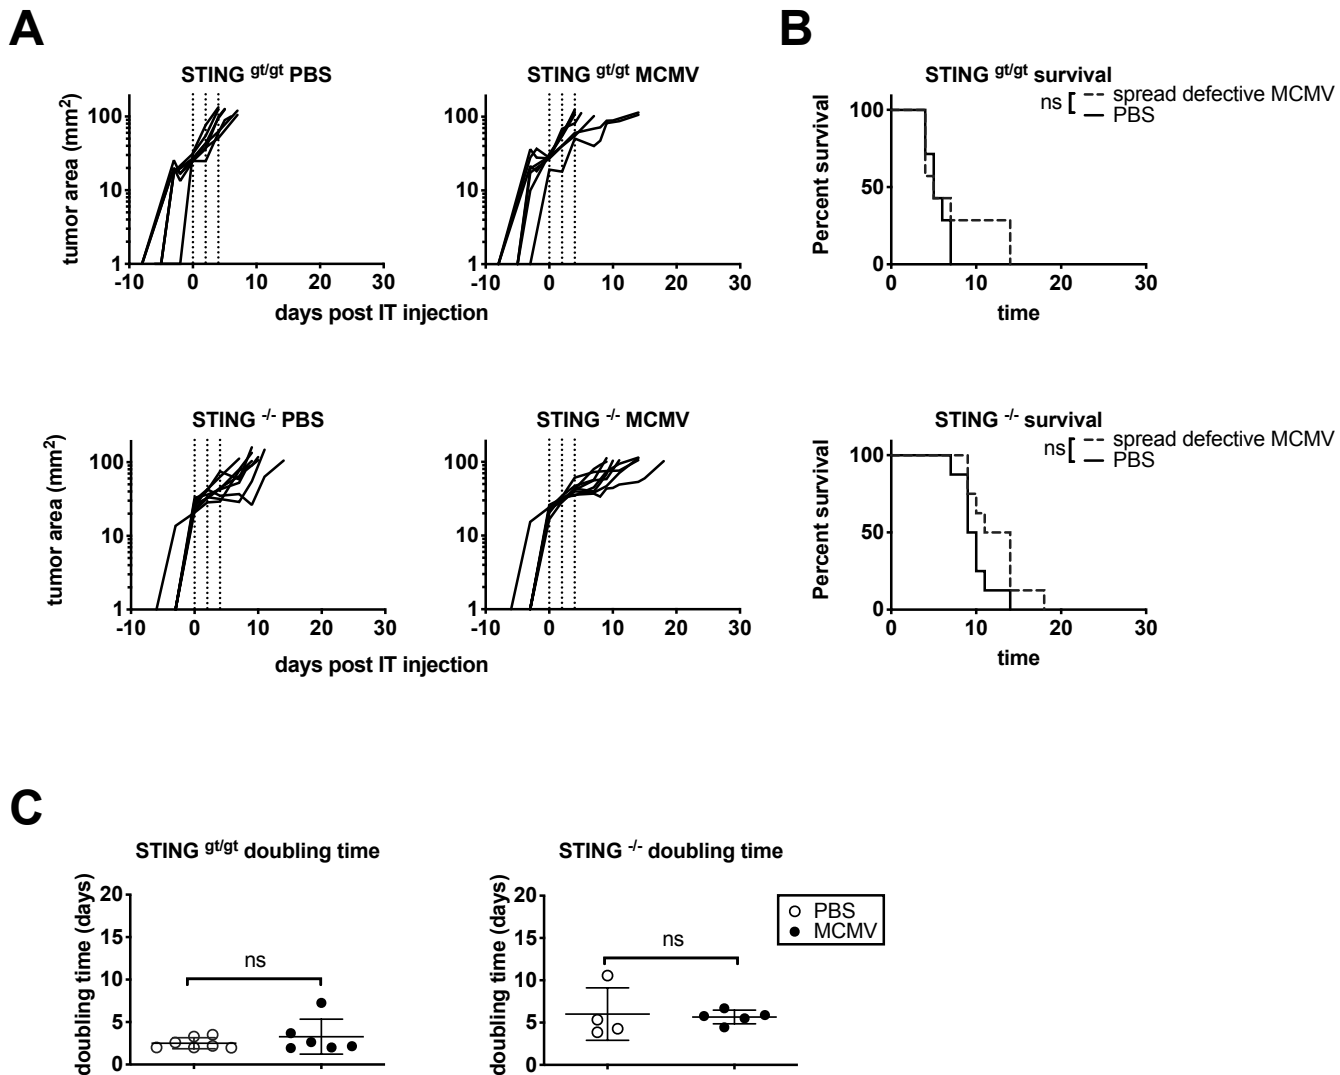 A
B
STING gt/gt PBS
STING gt/gt MCMV
STING gt/gt survival
tumor area (mm2)
100
10
1
-10 0 10 20 30
100
10
1
-10 0 10 20 30
days post IT injection
ns
spread defective MCMV
PBS
Percent survival
100
50
0
0 10 20 30
time
STING -/- PBS
STING -/- MCMV
STING -/- survival
tumor area (mm2)
100
10
1
-10 0 10 20 30
100
10
1
-10 0 10 20 30
days post IT injection
ns
spread defective MCMV
PBS
Percent survival
100
50
0
0 10 20 30
time
C
STING gt/gt doubling time
STING -/- doubling time
doubling time (days)
20
15
10
5
0
ns
doubling time (days)
20
15
10
5
0
ns
PBS
MCMV